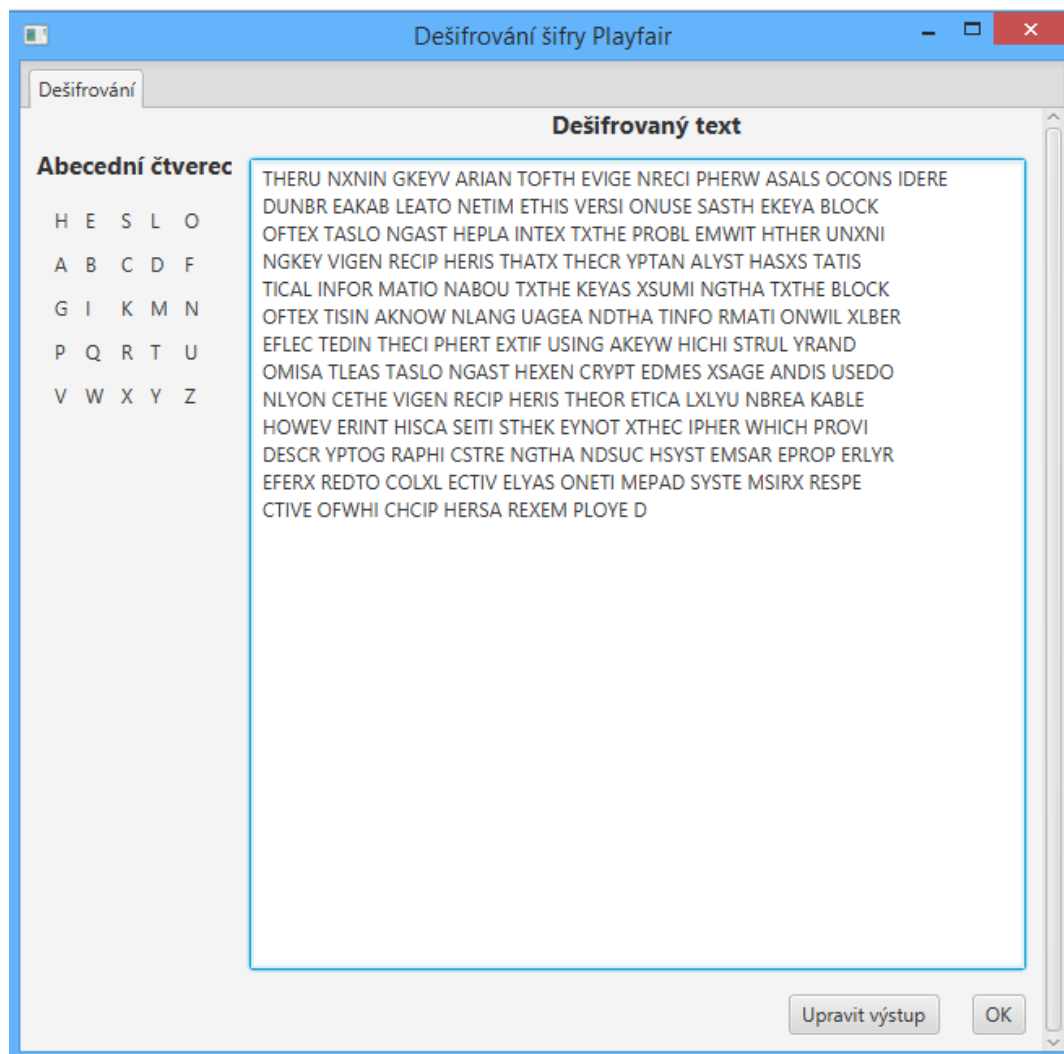 Dešifrování šifry Playfair
Dešifrování
Dešifrovaný text
Abecední čtverec
H E S L O
A B C D F
G I K M N
P Q R T U
V W X Y Z
THERU NXNIN GKEYV ARIAN TOFTH EVIGE NRECI PHERW ASALS OCONS IDERE
DUNBR EAKAB LEATO NETIM ETHIS VERSI ONUSE SASTH EKEYA BLOCK
OFTEX TASLO NGAST HEPLA INTEX TXTHE PROBL EMWIT HTHER UNXNI
NGKEY VIGEN RECIP HERIS THATX THECR YPTAN ALYST HASXS TATIS
TICAL INFOR MATIO NABOU TXTHE KEYAS XSUMI NGTHA TXTHE BLOCK
OFTEX TISIN AKNOW NLANG UAGEA NDTHA TINFO RMATI ONWIL XLBER
EFLEC TEDIN THECI PHERT EXTIF USING AKEYW HICHI STRUL YRAND
OMISA TLEAS TASLO NGAST HEXEN CRYPT EDMES XSAGE ANDIS USEDO
NLYON CETHE VIGEN RECIP HERIS THEOR ETICA LXLYU NBREA KABLE
HOWEV ERINT HISCA SEITI STHEK EYNOT XTHEC IPHER WHICH PROVI
DESCR YPTOG RAPHI CSTRE NGTHA NDSUC HSYST EMSAR EPROP ERLYR
EFERX REDTO COLXL ECTIV ELYAS ONETI MEPAD SYSTE MSIRX RESPE
CTIVE OFWHI CHCIP HERSA REXEM PLOYE D
Upravit výstup
OK